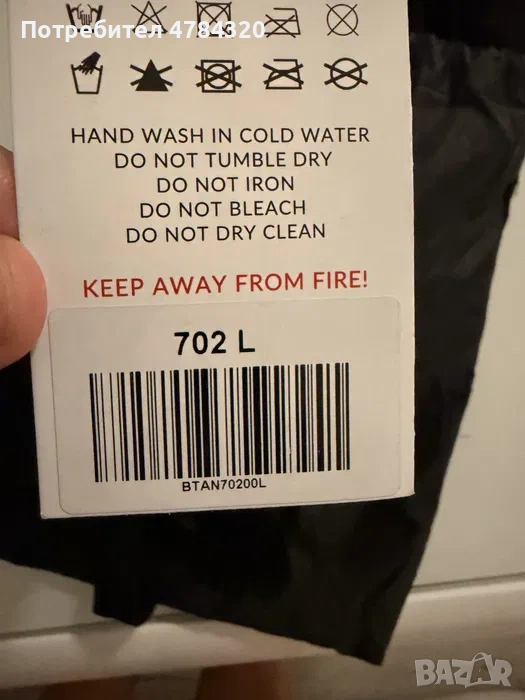 Потребител 4784320
HAND WASH IN COLD WATER
DO NOT TUMBLE DRY
DO NOT IRON
DO NOT BLEACH
DO NOT DRY CLEAN
KEEP AWAY FROM FIRE!
702 L
BTAN70200L
BAZAR